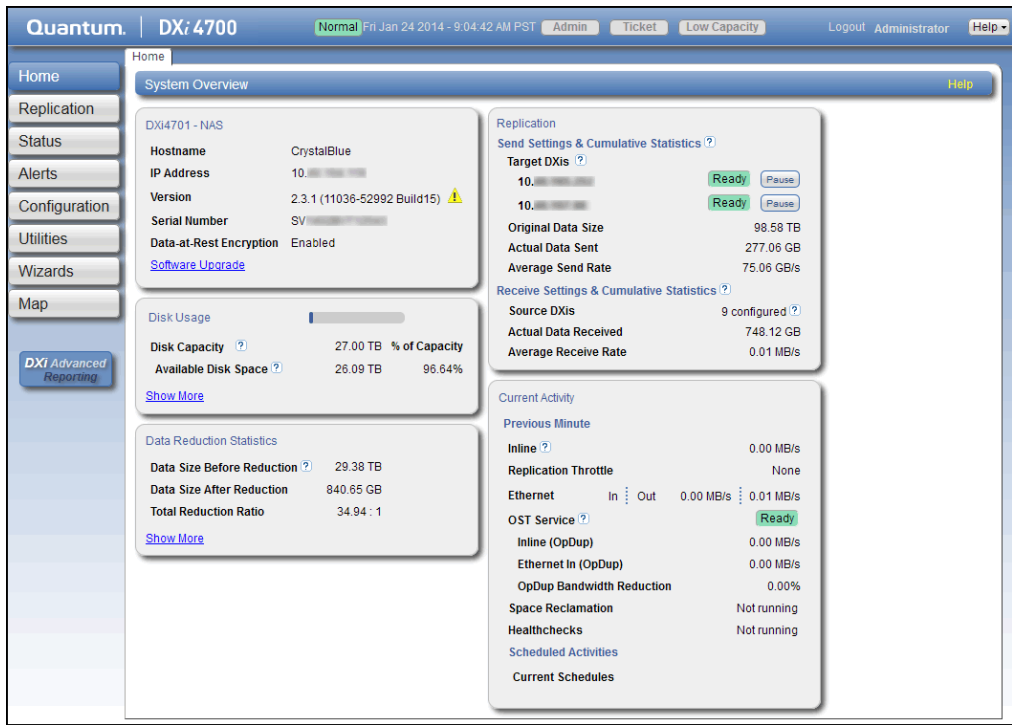 Quantum. DXi 4700 Normal Fri Jan 24 2014 - 9:04:42 AM PST Admin Ticket Low Capacity Logout Administrator Help
Home
Replication
Status
Alerts
Configuration
Utilities
Wizards
Map
DXi Advanced
Reporting
Home
System Overview Help
DXi4701 - NAS
Hostname CrystalBlue
IP Address 10.
Version 2.3.1 (11036-52992 Build15)
Serial Number SV
Data-at-Rest Encryption Enabled
Software Upgrade
Disk Usage
Disk Capacity ? 27.00 TB % of Capacity
Available Disk Space ? 26.09 TB 96.64%
Show More
Data Reduction Statistics
Data Size Before Reduction ? 29.38 TB
Data Size After Reduction 840.65 GB
Total Reduction Ratio 34.94 : 1
Show More
Replication
Send Settings & Cumulative Statistics ?
Target DXis ?
10. Ready Pause
10. Ready Pause
Original Data Size 98.58 TB
Actual Data Sent 277.06 GB
Average Send Rate 75.06 GB/s
Receive Settings & Cumulative Statistics ?
Source DXis 9 configured ?
Actual Data Received 748.12 GB
Average Receive Rate 0.01 MB/s
Current Activity
Previous Minute
Inline ? 0.00 MB/s
Replication Throttle None
Ethernet In Out 0.00 MB/s 0.01 MB/s
OST Service ? Ready
Inline (OpDup) 0.00 MB/s
Ethernet In (OpDup) 0.00 MB/s
OpDup Bandwidth Reduction 0.00%
Space Reclamation Not running
Healthchecks Not running
Scheduled Activities
Current Schedules